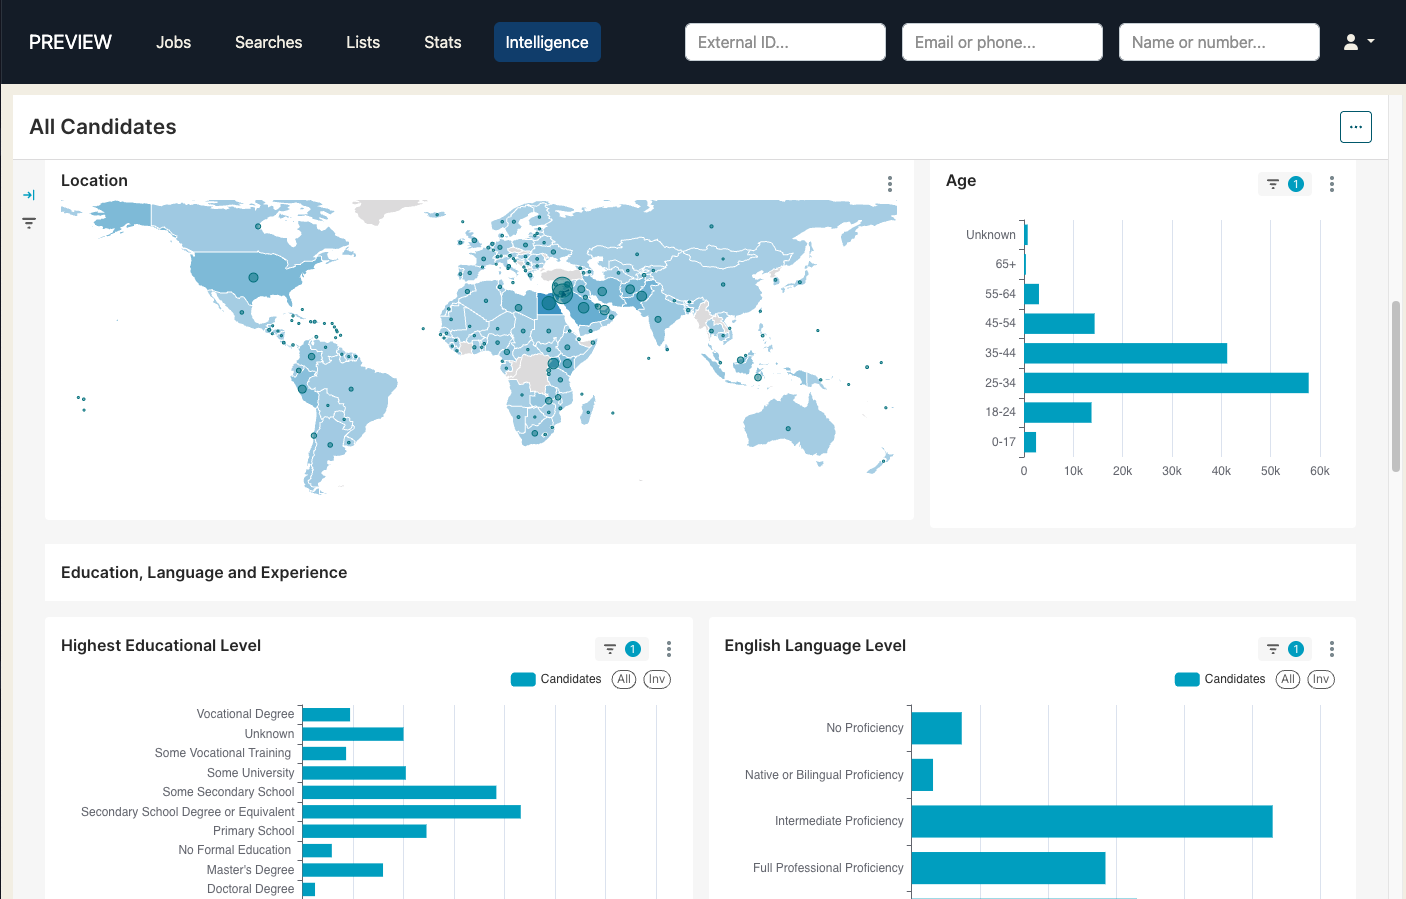 PREVIEW Jobs Searches Lists Stats Intelligence External ID... Email or phone... Name or number...
All Candidates
...
Location
Age
1
Unknown
65+
55-64
45-54
35-44
25-34
18-24
0-17
0 10k 20k 30k 40k 50k 60k
Education, Language and Experience
Highest Educational Level
1
Candidates All Inv
Vocational Degree
Unknown
Some Vocational Training
Some University
Some Secondary School
Secondary School Degree or Equivalent
Primary School
No Formal Education
Master's Degree
Doctoral Degree
English Language Level
1
Candidates All Inv
No Proficiency
Native or Bilingual Proficiency
Intermediate Proficiency
Full Professional Proficiency